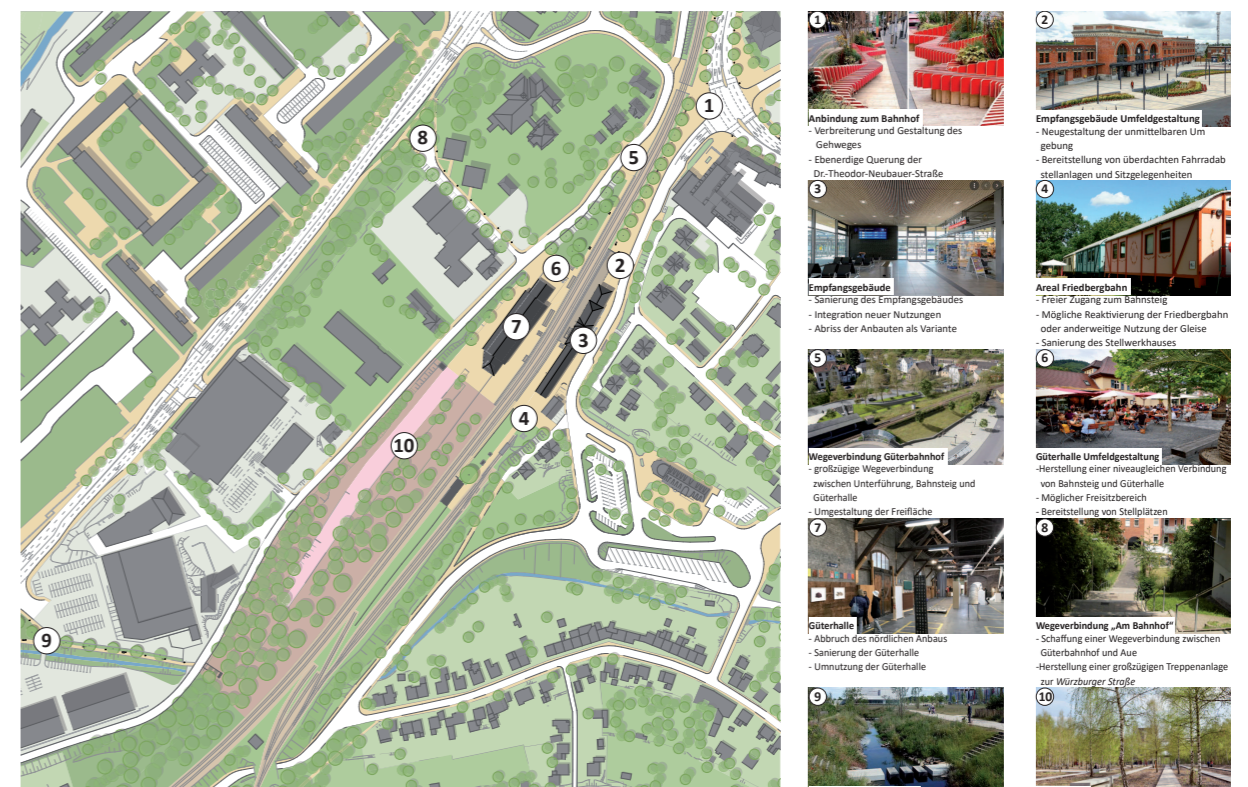 1
8
5
6
2
7
3
4
10
9
1
Anbindung zum Bahnhof
- Verbreiterung und Gestaltung des
Gehweges
- Ebenerdige Querung der
Dr.-Theodor-Neubauer-Straße
2
Empfangsgebäude Umfeldgestaltung
- Neugestaltung der unmittelbaren Um
gebung
- Bereitstellung von überdachten Fahrradab
stellanlagen und Sitzgelegenheiten
3
Empfangsgebäude
- Sanierung des Empfangsgebäudes
- Integration neuer Nutzungen
- Abriss der Anbauten als Variante
4
Areal Friedbergbahn
- Freier Zugang zum Bahnsteig
- Mögliche Reaktivierung der Friedbergbahn
oder anderweitige Nutzung der Gleise
- Sanierung des Stellwerkhauses
5
Wegeverbindung Güterbahnhof
- großzügige Wegeverbindung
zwischen Unterführung, Bahnsteig und
Güterhalle
- Umgestaltung der Freifläche
6
Güterhalle Umfeldgestaltung
-Herstellung einer niveaugleichen Verbindung
von Bahnsteig und Güterhalle
- Möglicher Freisitzbereich
- Bereitstellung von Stellplätzen
7
Güterhalle
- Abbruch des nördlichen Anbaus
- Sanierung der Güterhalle
- Umnutzung der Güterhalle
8
Wegeverbindung „Am Bahnhof“
- Schaffung einer Wegeverbindung zwischen
Güterbahnhof und Aue
-Herstellung einer großzügigen Treppenanlage
zur Würzburger Straße
9
10